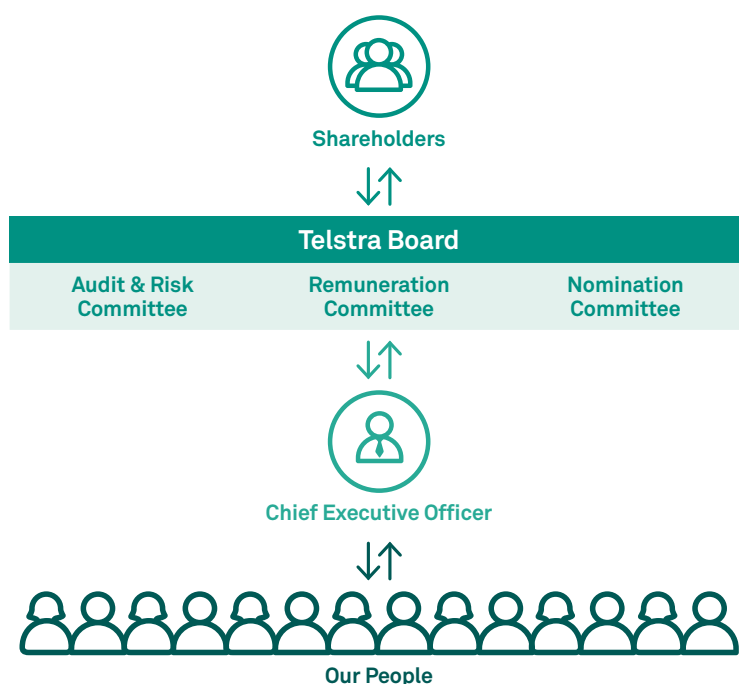 Shareholders
Telstra Board
Audit & Risk
Committee
Remuneration
Committee
Nomination
Committee
Chief Executive Officer
Our People